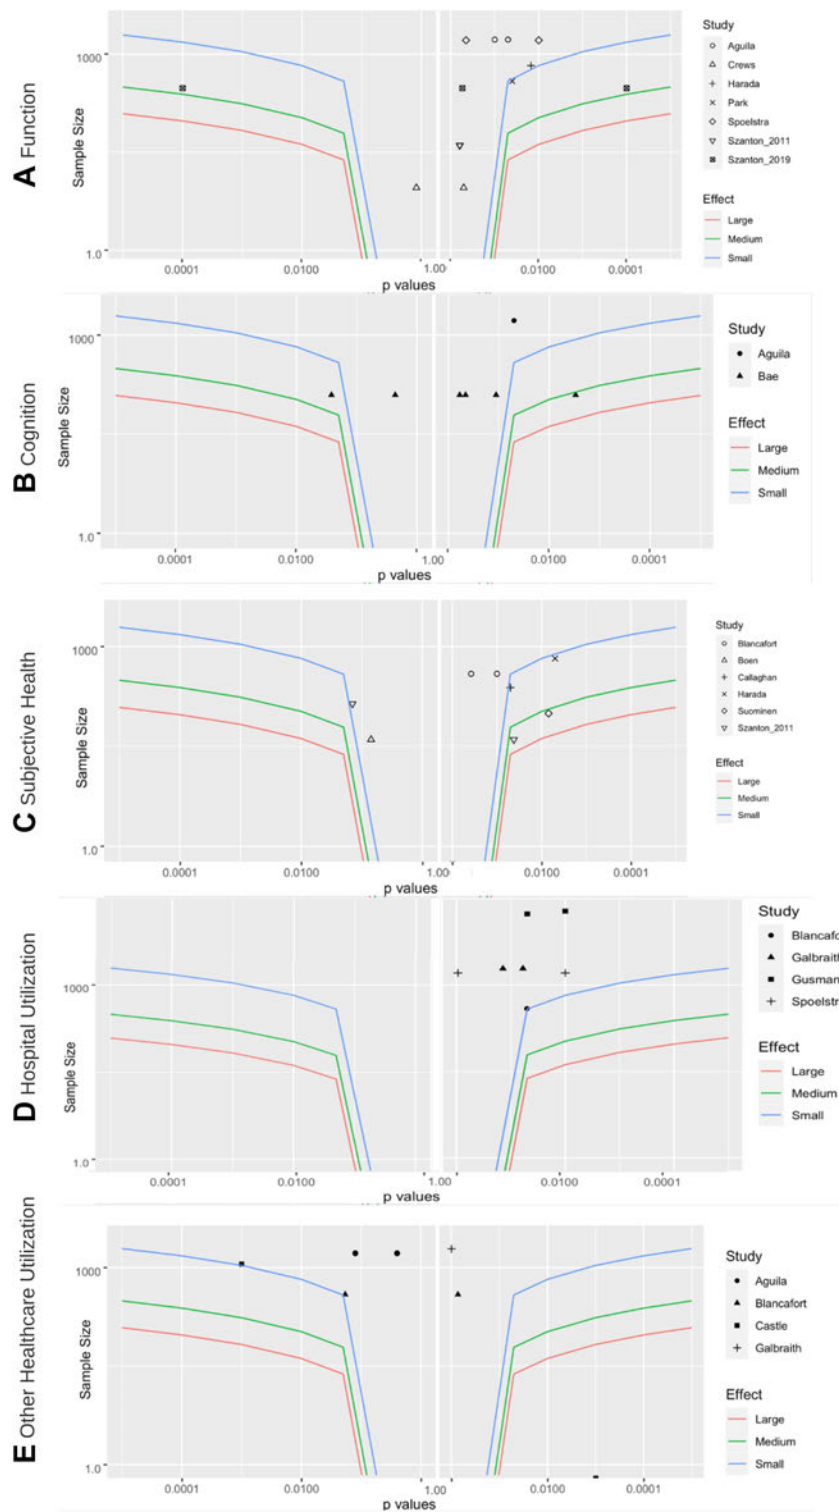 A Function
Sample Size
1000
1.0
0.0001
0.0100
1.00
0.0100
0.0001
p values
Study
Aguila
Crews
Harada
Park
Spoelstra
Szanton_2011
Szanton_2019
Effect
Large
Medium
Small
B Cognition
Sample Size
1000
1.0
0.0001
0.0100
1.00
0.0100
0.0001
p values
Study
Aguila
Bae
Effect
Large
Medium
Small
C Subjective Health
Sample Size
1000
1.0
0.0001
0.0100
1.00
0.0100
0.0001
p values
Study
Blancafort
Boen
Callaghan
Harada
Suominen
Szanton_2011
Effect
Large
Medium
Small
D Hospital Utilization
Sample Size
1000
1.0
0.0001
0.0100
1.00
0.0100
0.0001
p values
Study
Blancafo
Galbraith
Gusman
Spoelstr
Effect
Large
Medium
Small
E Other Healthcare Utilization
Sample Size
1000
1.0
0.0001
0.0100
1.00
0.0100
0.0001
p values
Study
Aguila
Blancafort
Castle
Galbraith
Effect
Large
Medium
Small